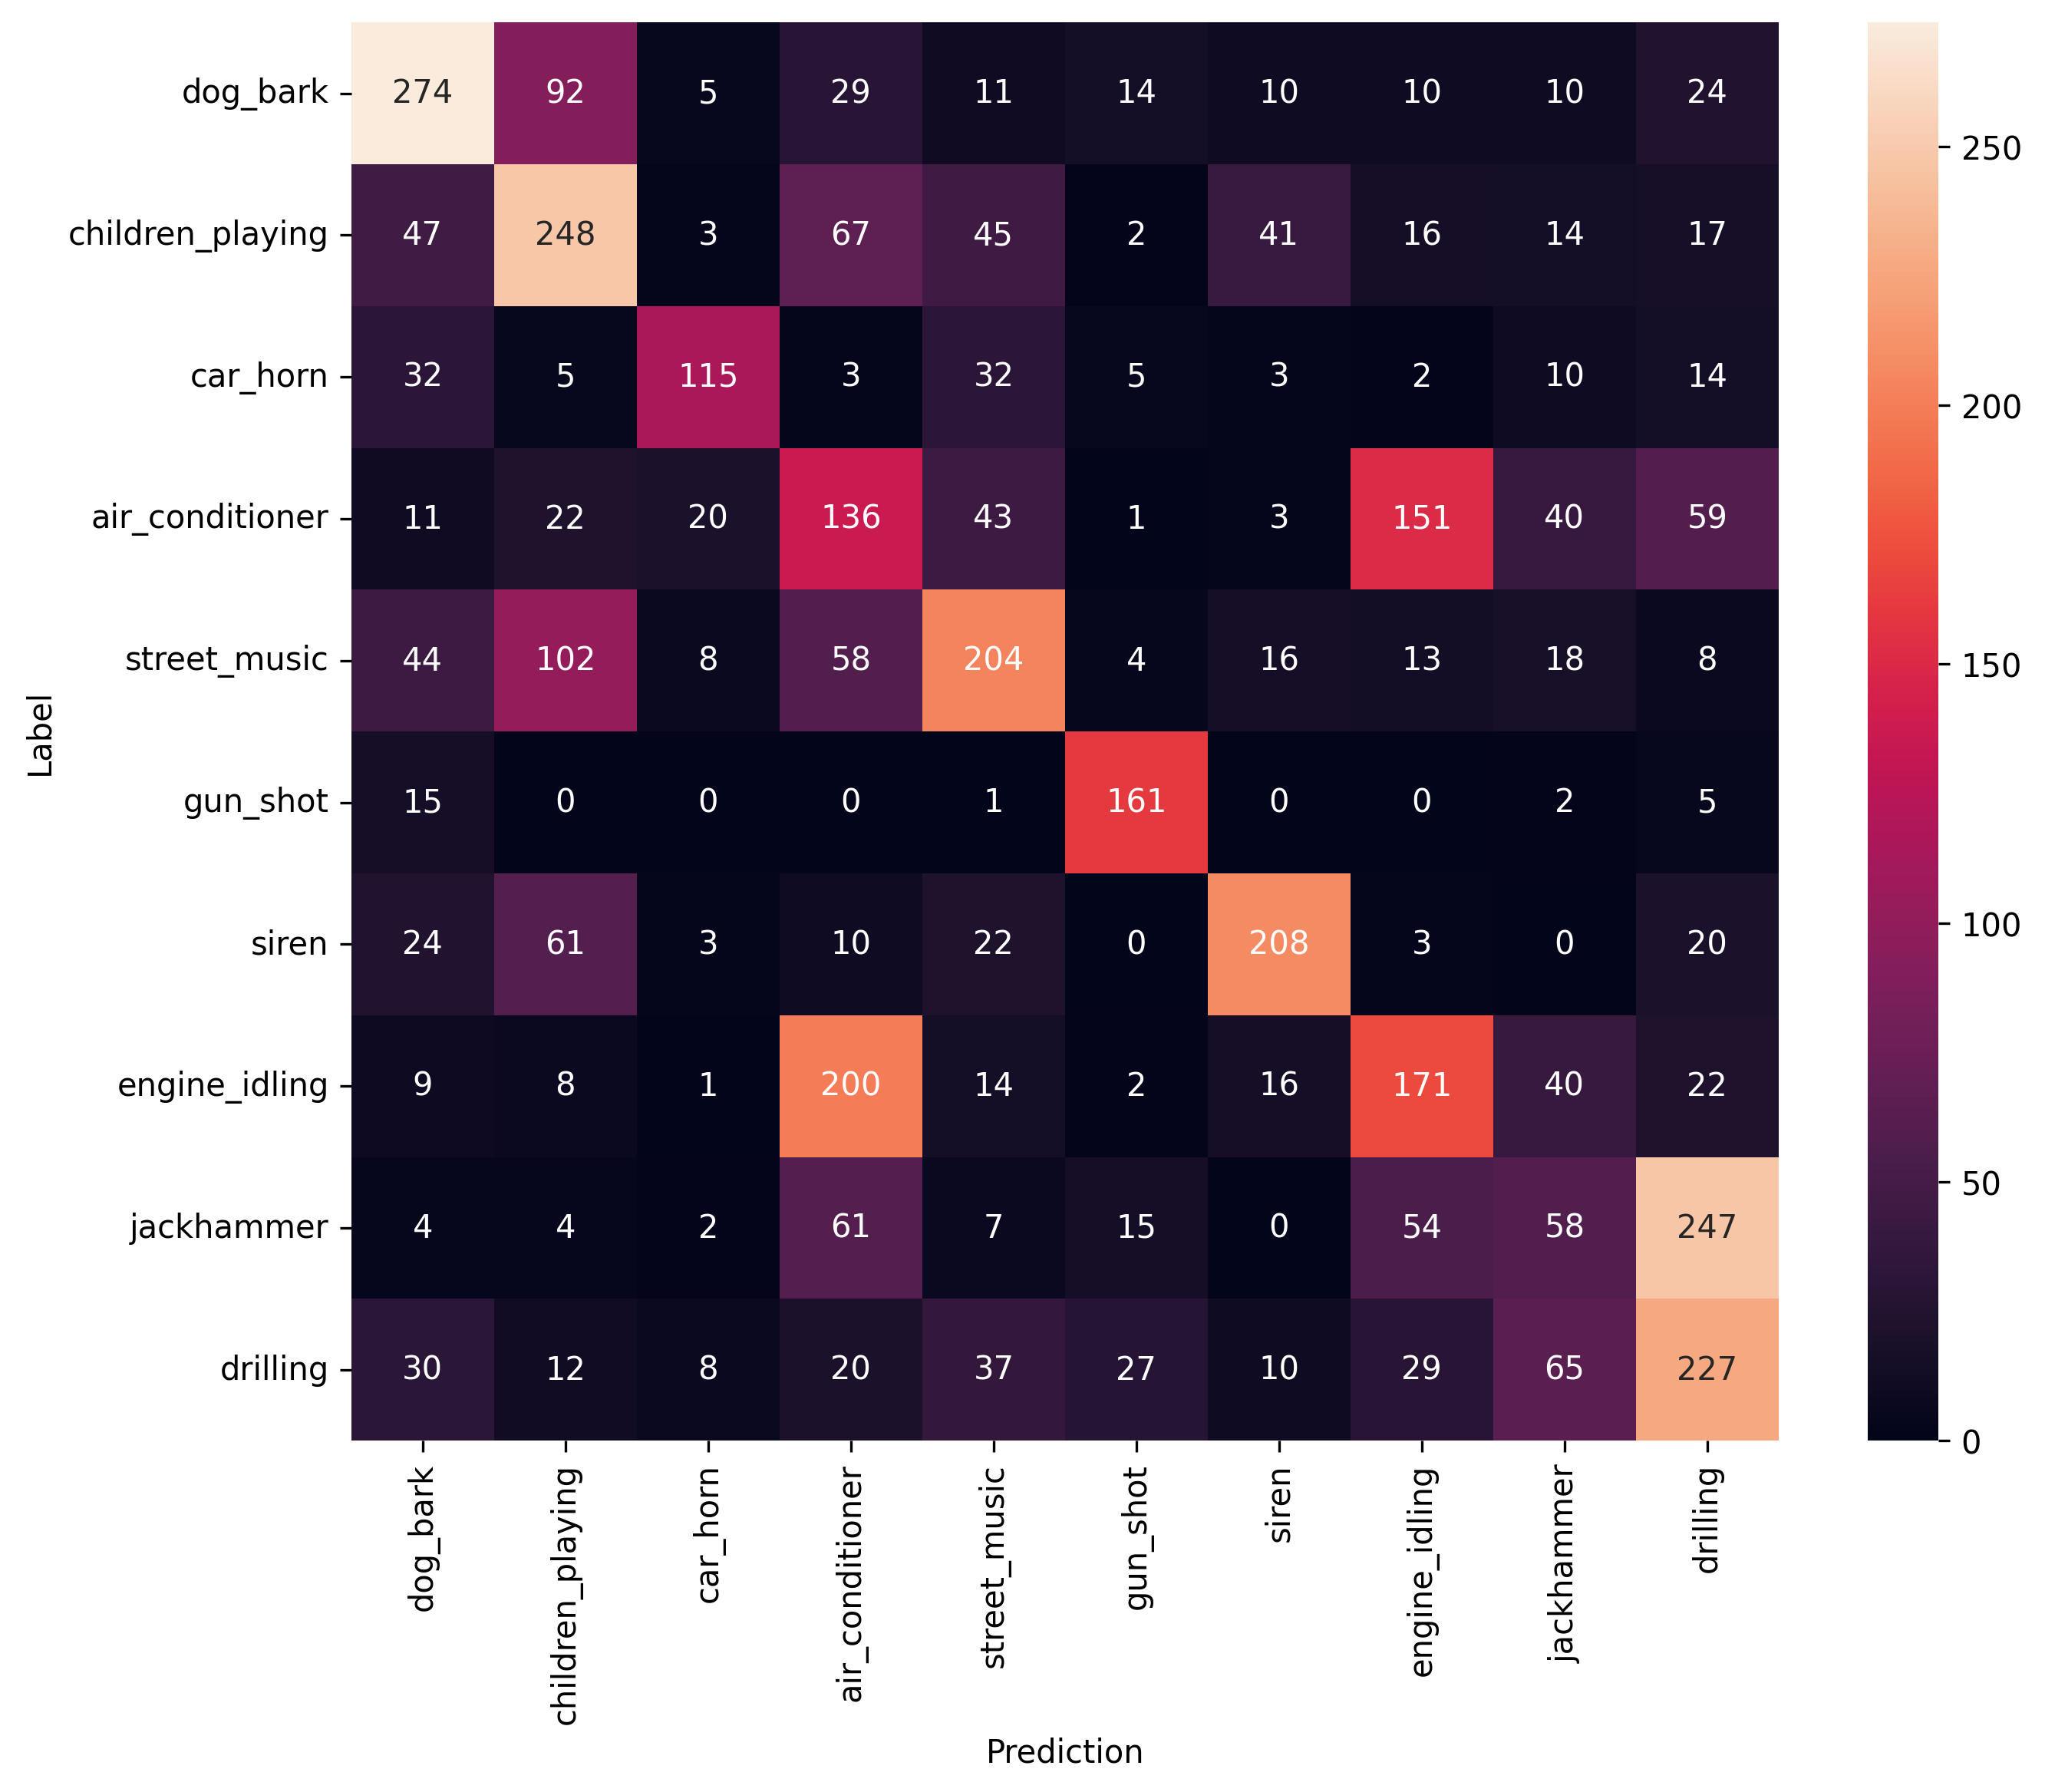 dog_bark 274 92 5 29 11 14 10 10 10 24
children_playing 47 248 3 67 45 2 41 16 14 17
car_horn 32 5 115 3 32 5 3 2 10 14
air_conditioner 11 22 20 136 43 1 3 151 40 59
street_music 44 102 8 58 204 4 16 13 18 8
gun_shot 15 0 0 0 1 161 0 0 2 5
siren 24 61 3 10 22 0 208 3 0 20
engine_idling 9 8 1 200 14 2 16 171 40 22
jackhammer 4 4 2 61 7 15 0 54 58 247
drilling 30 12 8 20 37 27 10 29 65 227
Label
dog_bark
children_playing
car_horn
air_conditioner
street_music
gun_shot
siren
engine_idling
jackhammer
drilling
Prediction
250
200
150
100
50
0